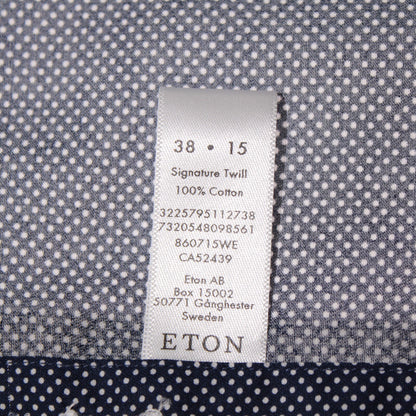 38 • 15
Signature Twill
100% Cotton
3225795112738
7320548098561
860715WE
CA52439
Eton AB
Box 15002
50771 Gånghester
Sweden
ETON